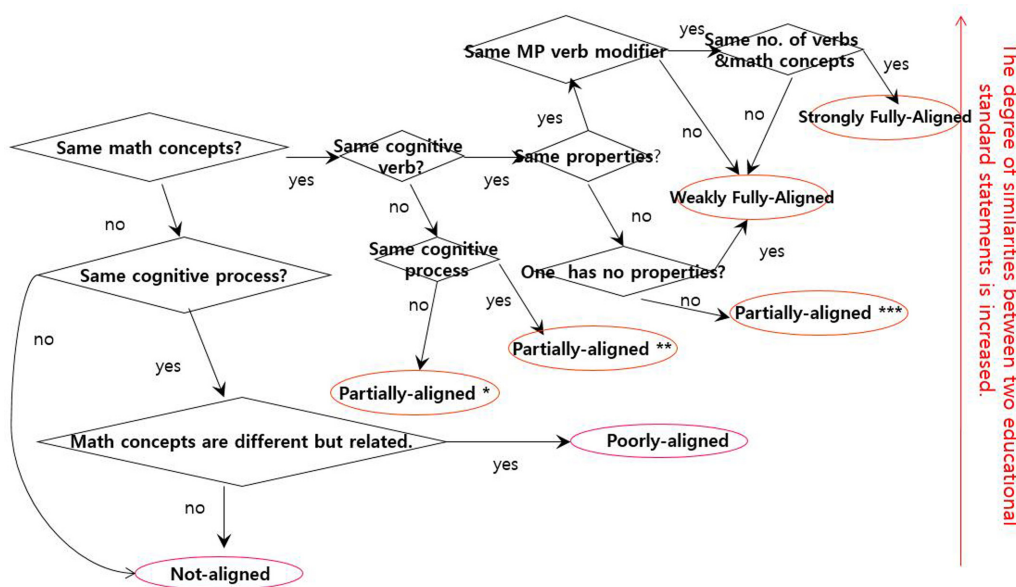 Same MP verb modifier
yes
Same no. of verbs
&math concepts
yes
Strongly Fully-Aligned
yes
no
no
Same math concepts?
yes
Same cognitive
verb?
yes
Same properties?
Weakly Fully-Aligned
no
no
no
Same cognitive process?
Same cognitive
process
One has no properties?
yes
no
no
yes
no
Partially-aligned ***
Partially-aligned **
yes
Partially-aligned *
Math concepts are different but related.
yes
Poorly-aligned
no
Not-aligned
The degree of similarities between two educational
standard statements is increased.